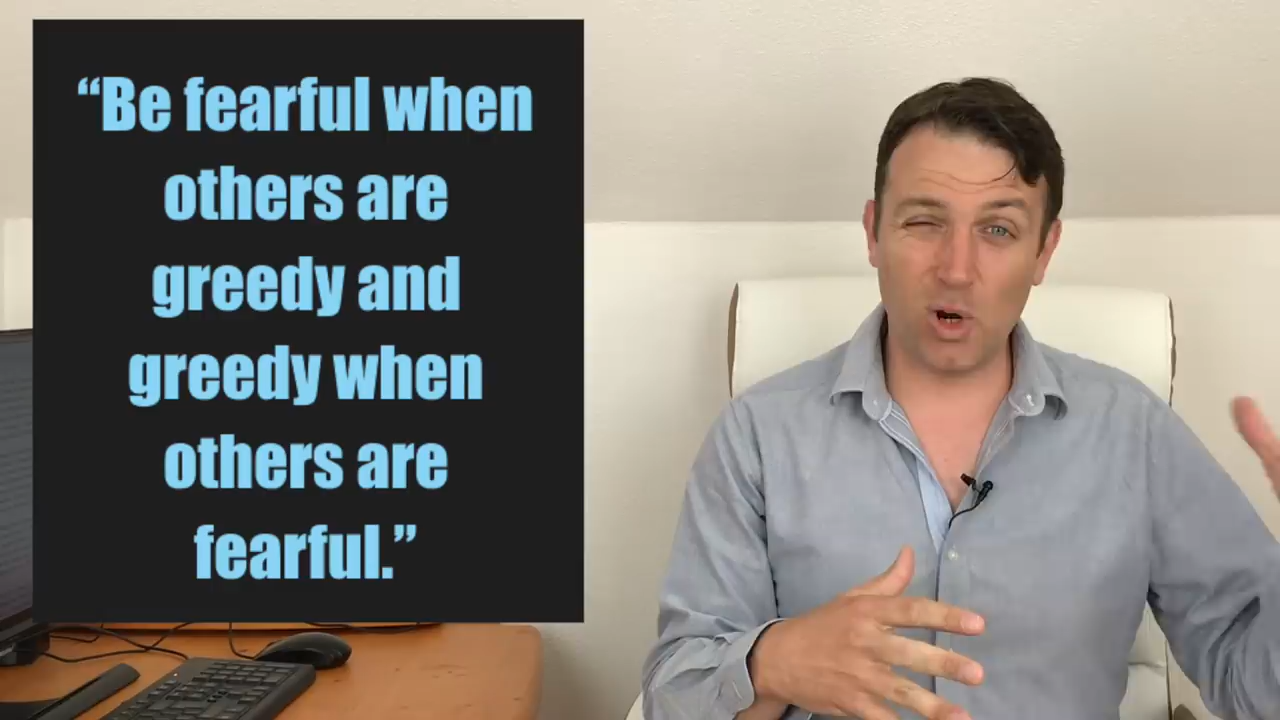 “Be fearful when
others are
greedy and
greedy when
others are
fearful.”